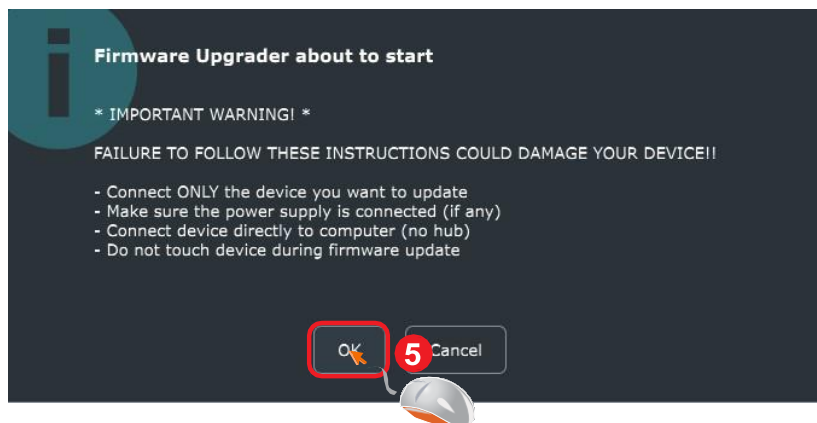 Firmware Upgrader about to start
* IMPORTANT WARNING! *
FAILURE TO FOLLOW THESE INSTRUCTIONS COULD DAMAGE YOUR DEVICE!!
- Connect ONLY the device you want to update
- Make sure the power supply is connected (if any)
- Connect device directly to computer (no hub)
- Do not touch device during firmware update
OK 5 Cancel